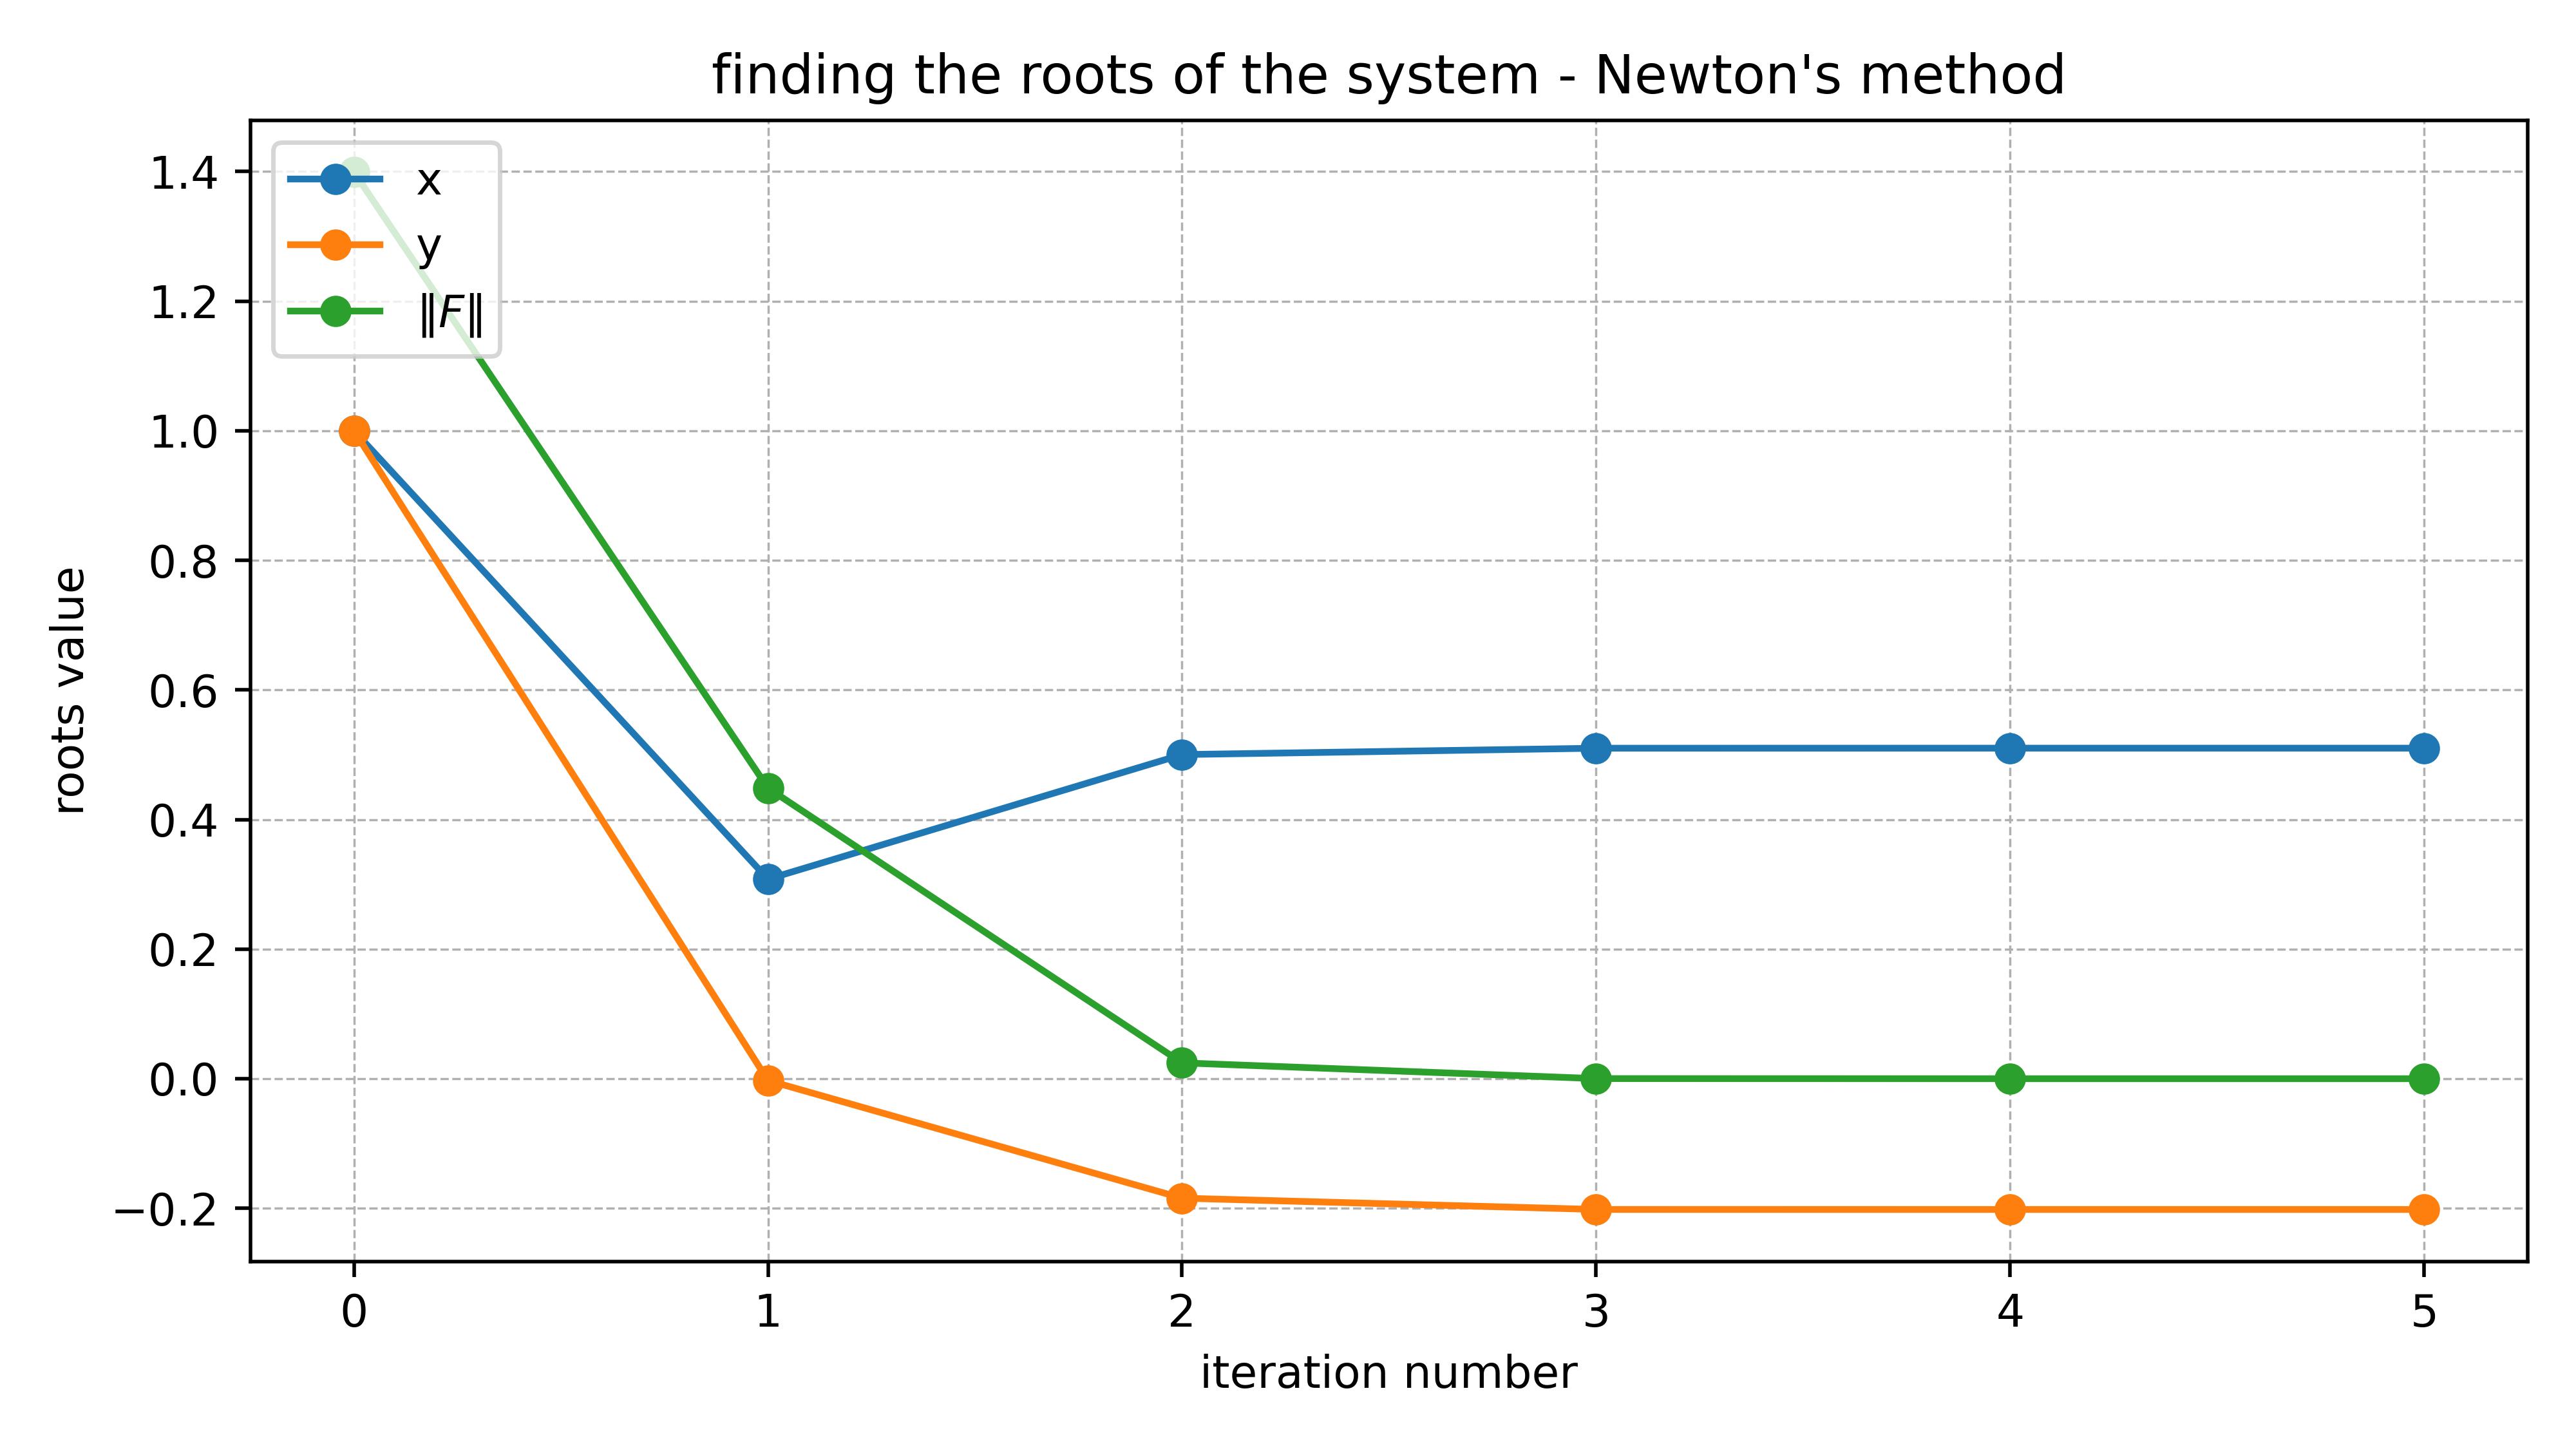 finding the roots of the system - Newton's method
x
y
‖F‖
1.4
1.2
1.0
0.8
0.6
0.4
0.2
0.0
−0.2
roots value
0 1 2 3 4 5
iteration number